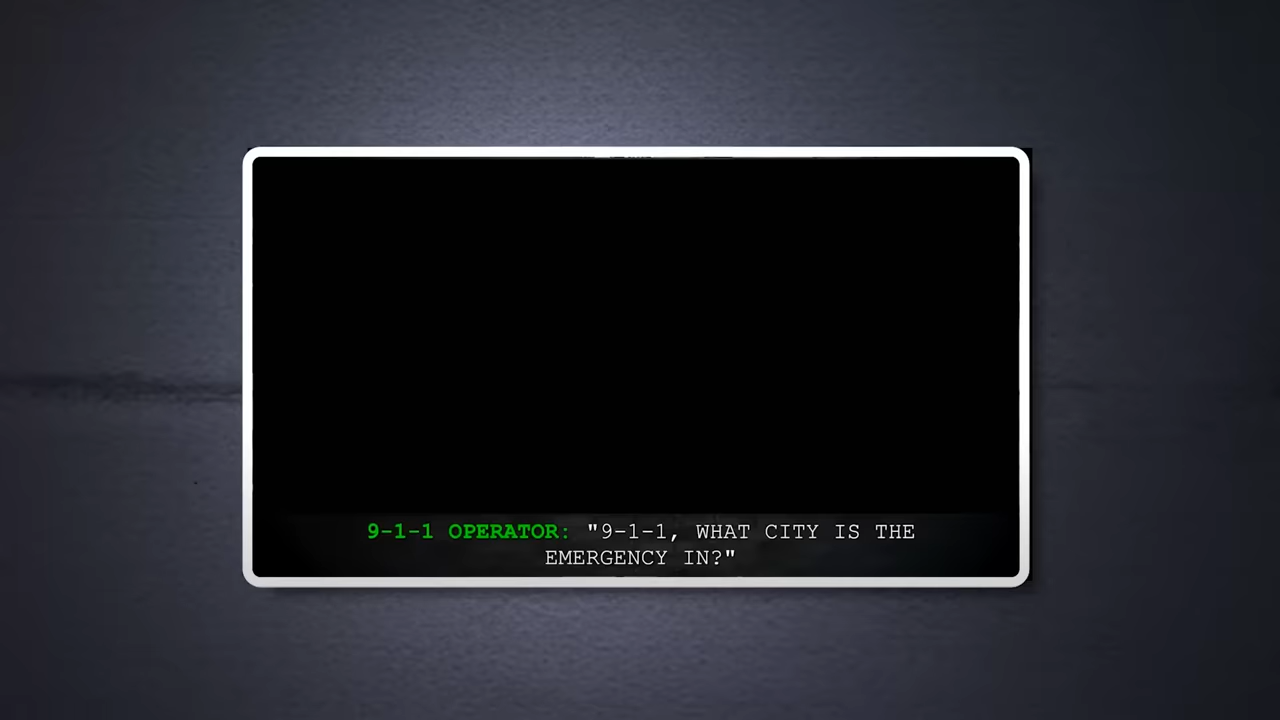 9-1-1 OPERATOR: "9-1-1, WHAT CITY IS THE
EMERGENCY IN?"